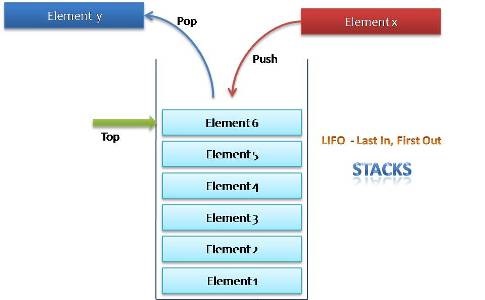 Element y
Element x
Pop
Push
Element 6
Top
Element 5
Element 4
Element 3
Element 2
Element 1
LIFO - Last In, First Out
STACKS